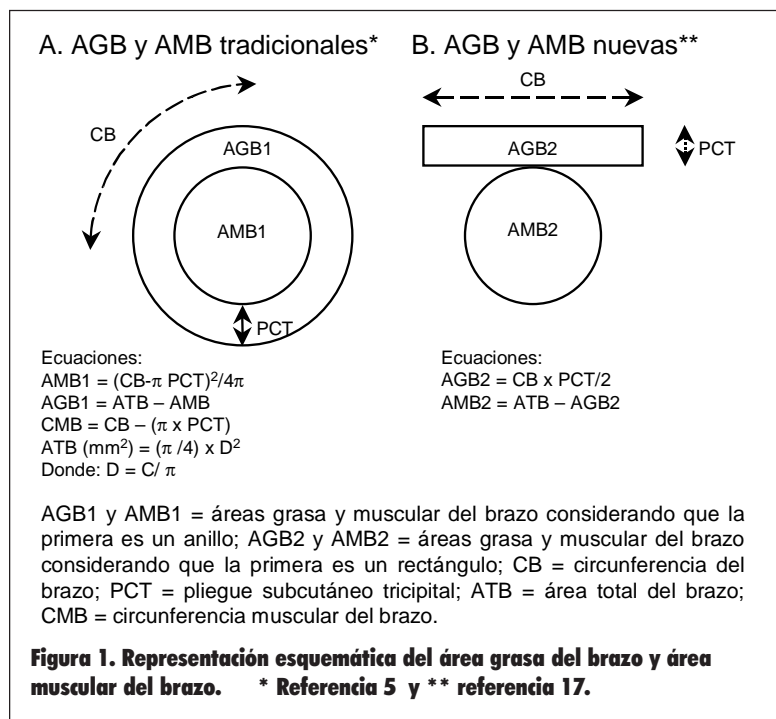 A. AGB y AMB tradicionales*
CB
AGB1
AMB1
PCT
Ecuaciones:
AMB1 = (CB-π PCT)²/4π
AGB1 = ATB – AMB
CMB = CB – (π x PCT)
ATB (mm²) = (π /4) x D²
Donde: D = C/ π
B. AGB y AMB nuevas**
CB
AGB2
PCT
AMB2
Ecuaciones:
AGB2 = CB x PCT/2
AMB2 = ATB – AGB2
AGB1 y AMB1 = áreas grasa y muscular del brazo considerando que la
primera es un anillo; AGB2 y AMB2 = áreas grasa y muscular del brazo
considerando que la primera es un rectángulo; CB = circunferencia del
brazo; PCT = pliegue subcutáneo tricipital; ATB = área total del brazo;
CMB = circunferencia muscular del brazo.
Figura 1. Representación esquemática del área grasa del brazo y área
muscular del brazo. * Referencia 5 y ** referencia 17.